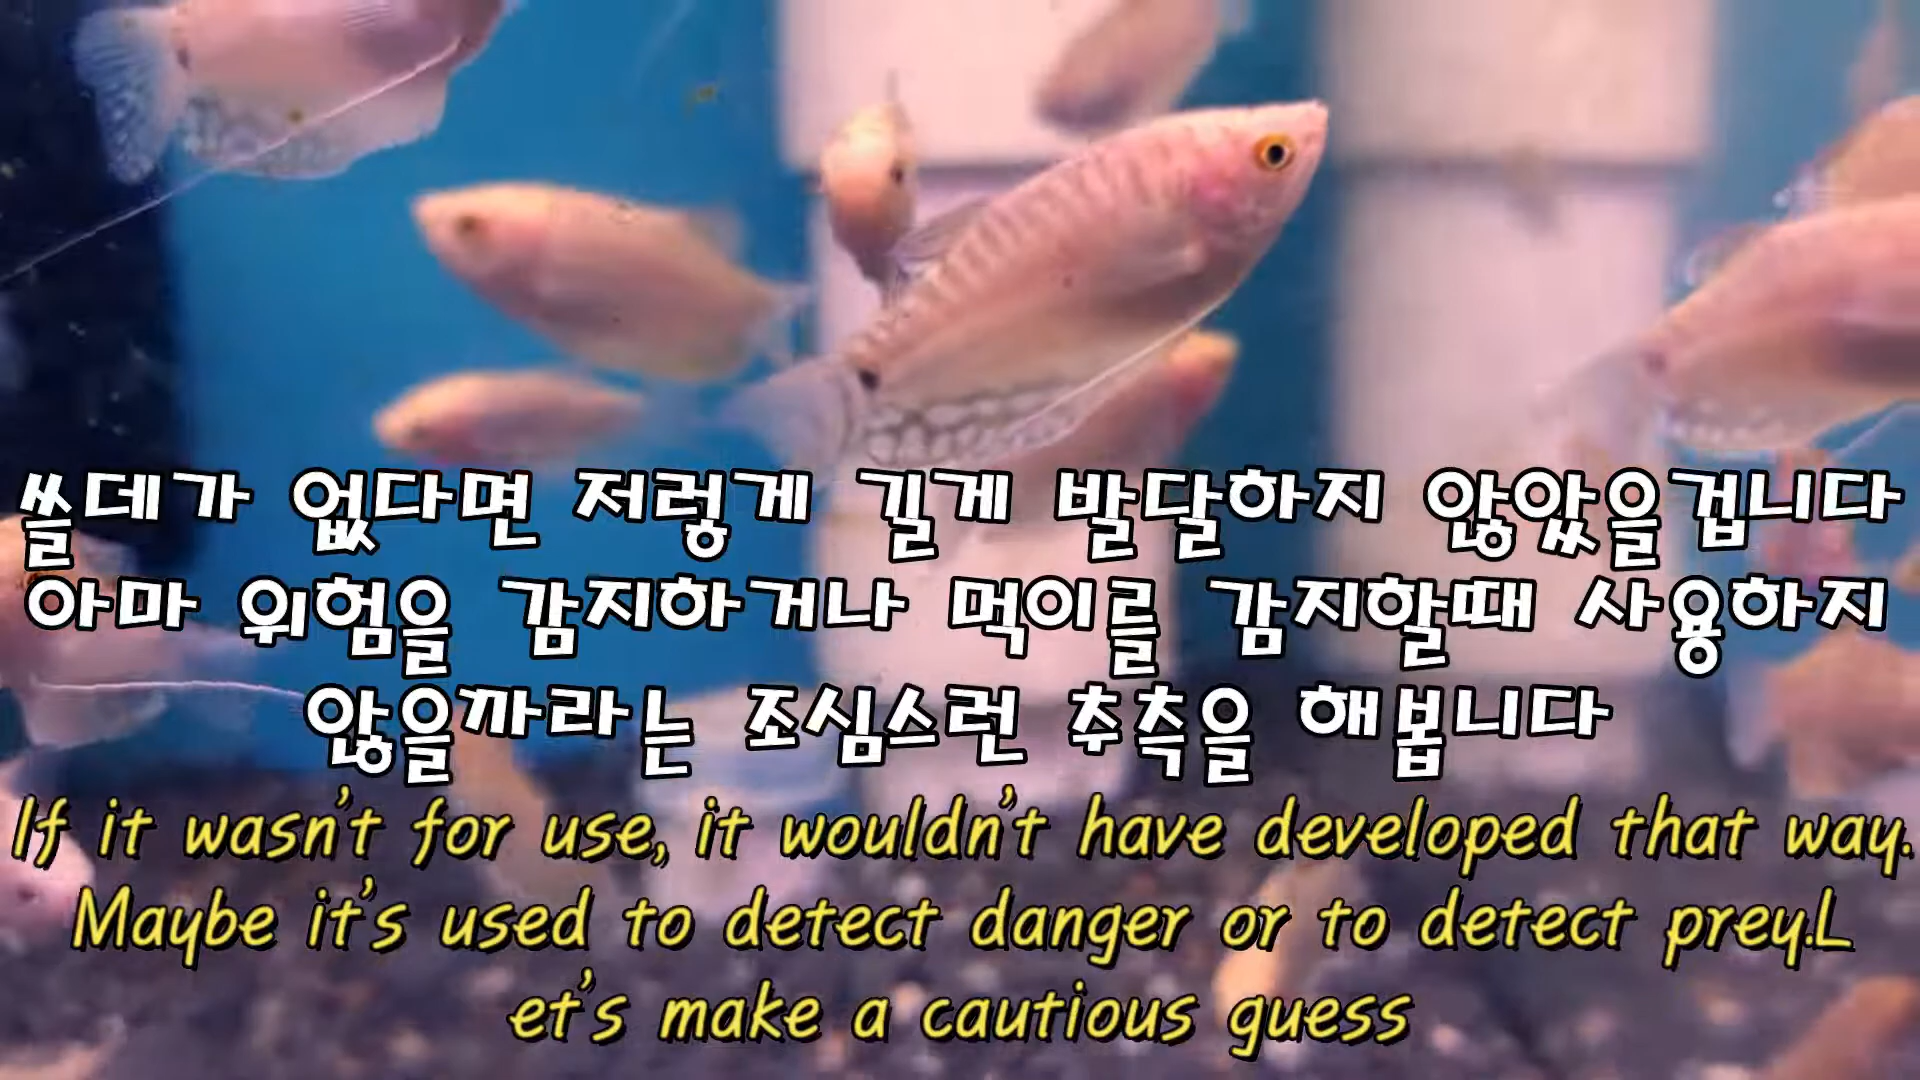 쓸데가 없다면 저렇게 길게 발달하지 않았을겁니다
아마 위험을 감지하거나 먹이를 감지할때 사용하지
않을까라는 조심스런 추측을 해봅니다
If it wasn't for use, it wouldn't have developed that way.
Maybe it's used to detect danger or to detect prey.L
et's make a cautious guess